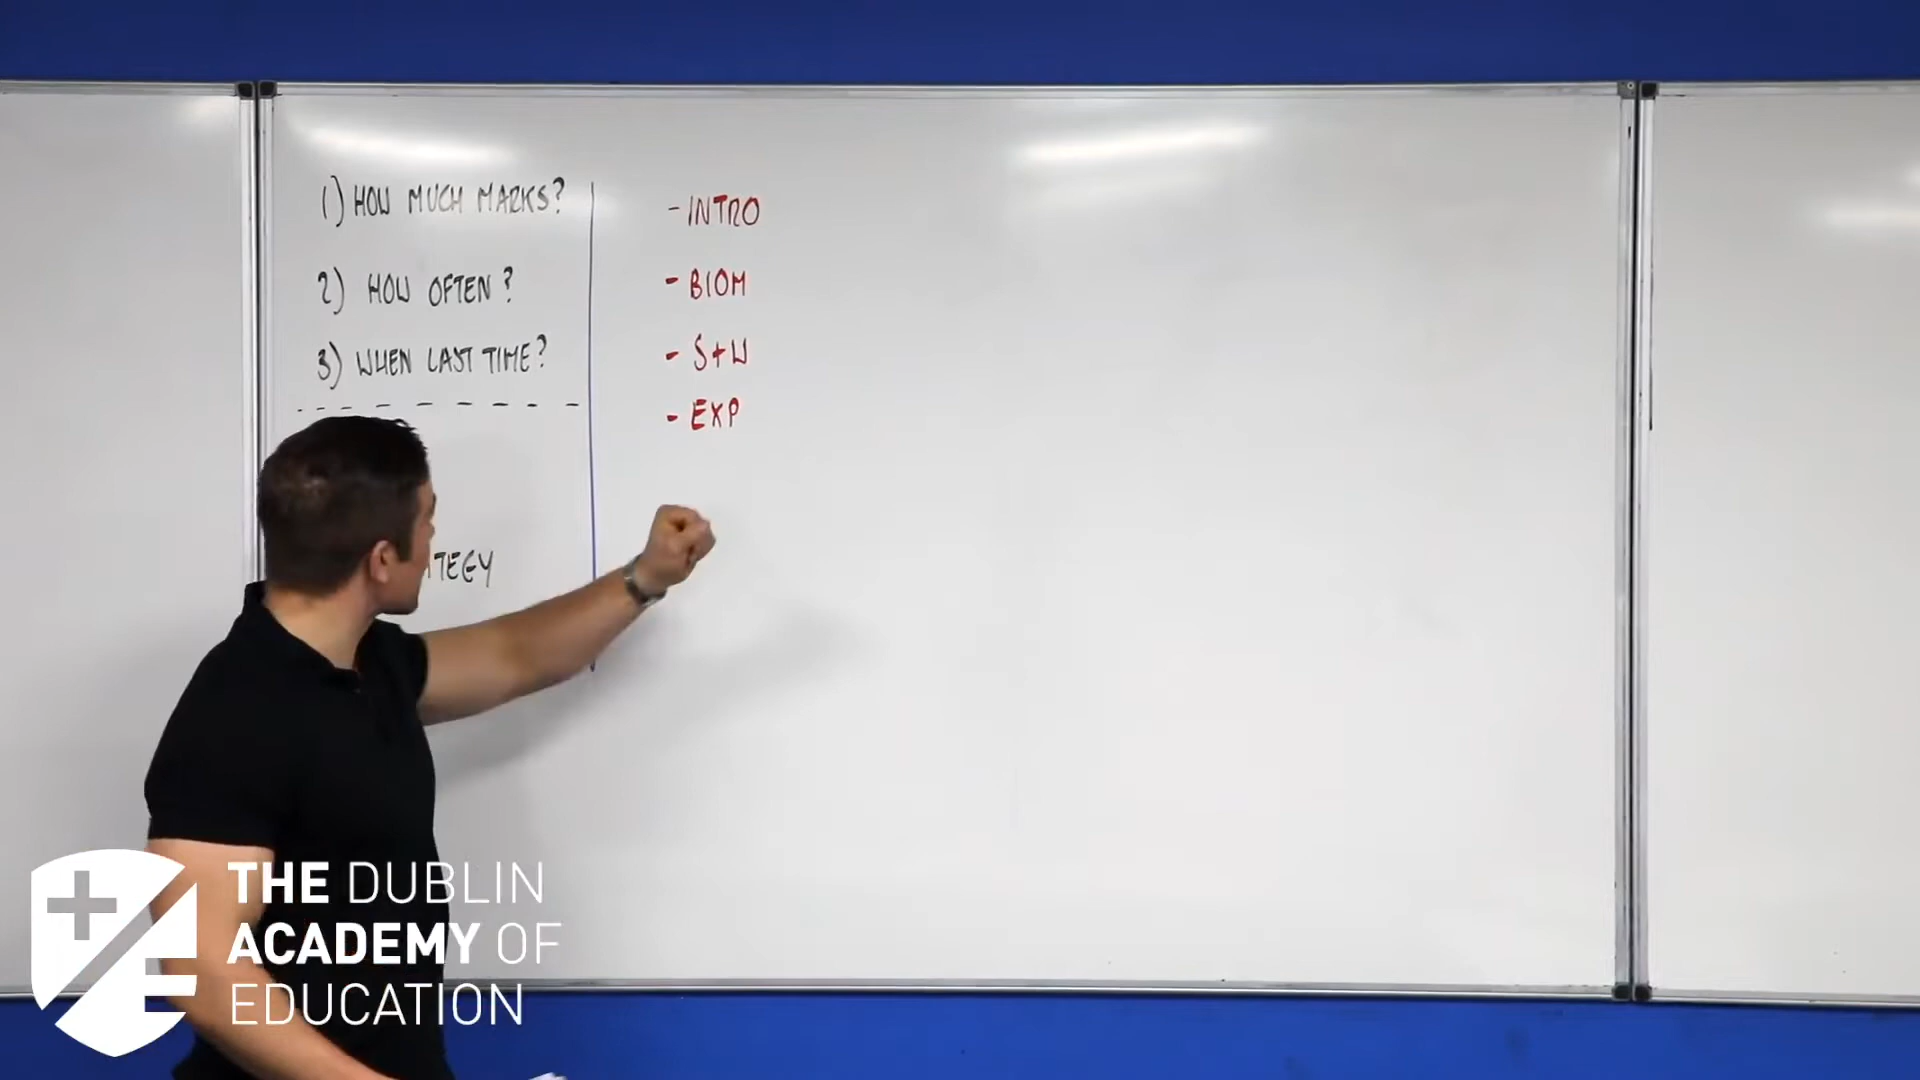 1) HOW MUCH MARKS?
2) HOW OFTEN?
3) WHEN LAST TIME?
- INTRO
- BIOM
- S+W
- EXP
THE DUBLIN
ACADEMY OF
EDUCATION